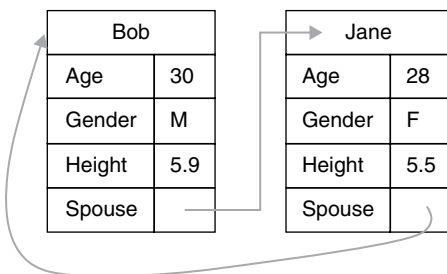 Bob
Age 30
Gender M
Height 5.9
Spouse
Jane
Age 28
Gender F
Height 5.5
Spouse